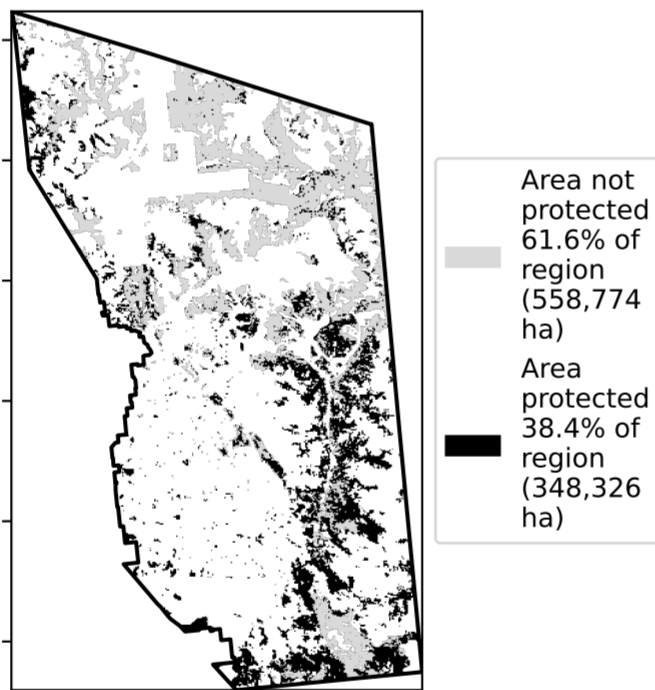 Area not
protected
61.6% of
region
(558,774
ha)
Area
protected
38.4% of
region
(348,326
ha)